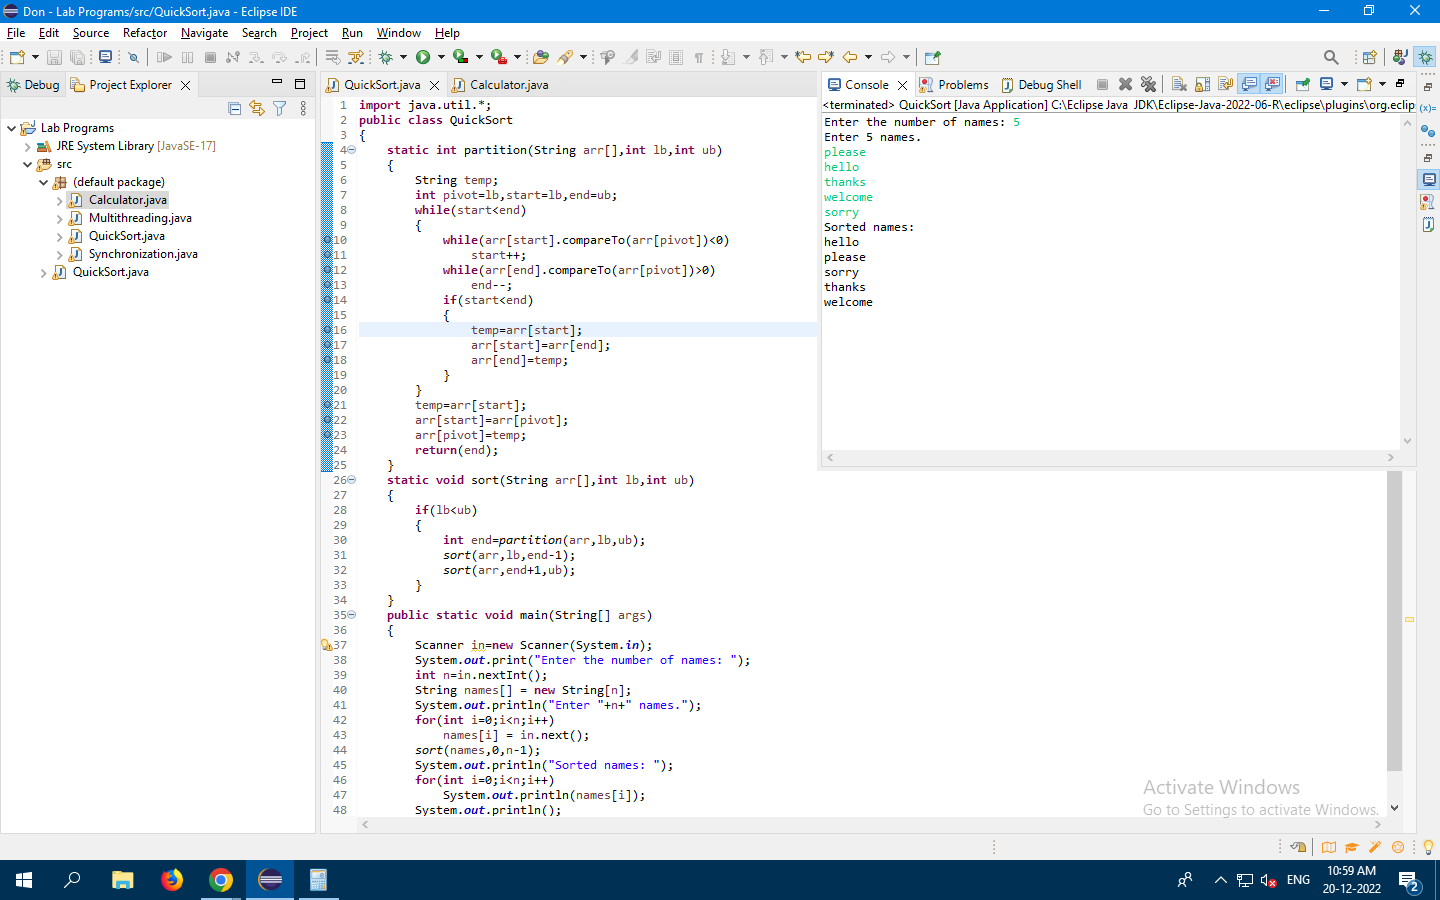 Don - Lab Programs/src/QuickSort.java - Eclipse IDE
File Edit Source Refactor Navigate Search Project Run Window Help
Debug Project Explorer
Lab Programs
JRE System Library [JavaSE-17]
src
(default package)
Calculator.java
Multithreading.java
QuickSort.java
Synchronization.java
QuickSort.java
QuickSort.java Calculator.java
1 import java.util.*;
2 public class QuickSort
3 {
4 static int partition(String arr[],int lb,int ub)
5 {
6 String temp;
7 int pivot=lb,start=lb,end=ub;
8 while(start<end)
9 {
10 while(arr[start].compareTo(arr[pivot])<0)
11 start++;
12 while(arr[end].compareTo(arr[pivot])>0)
13 end--;
14 if(start<end)
15 {
16 temp=arr[start];
17 arr[start]=arr[end];
18 arr[end]=temp;
19 }
20 }
21 temp=arr[start];
22 arr[start]=arr[pivot];
23 arr[pivot]=temp;
24 return(end);
25 }
26 static void sort(String arr[],int lb,int ub)
27 {
28 if(lb<ub)
29 {
30 int end=partition(arr,lb,ub);
31 sort(arr,lb,end-1);
32 sort(arr,end+1,ub);
33 }
34 }
35 public static void main(String[] args)
36 {
37 Scanner in=new Scanner(System.in);
38 System.out.print("Enter the number of names: ");
39 int n=in.nextInt();
40 String names[] = new String[n];
41 System.out.println("Enter "+n+" names.");
42 for(int i=0;i<n;i++)
43 names[i] = in.next();
44 sort(names,0,n-1);
45 System.out.println("Sorted names: ");
46 for(int i=0;i<n;i++)
47 System.out.println(names[i]);
48 System.out.println();
Console Problems Debug Shell
<terminated> QuickSort [Java Application] C:\Eclipse Java JDK\Eclipse-Java-2022-06-R\eclipse\plugins\org.eclip
Enter the number of names: 5
Enter 5 names.
please
hello
thanks
welcome
sorry
Sorted names:
hello
please
sorry
thanks
welcome
Activate Windows
Go to Settings to activate Windows.
ENG
10:59 AM
20-12-2022
2